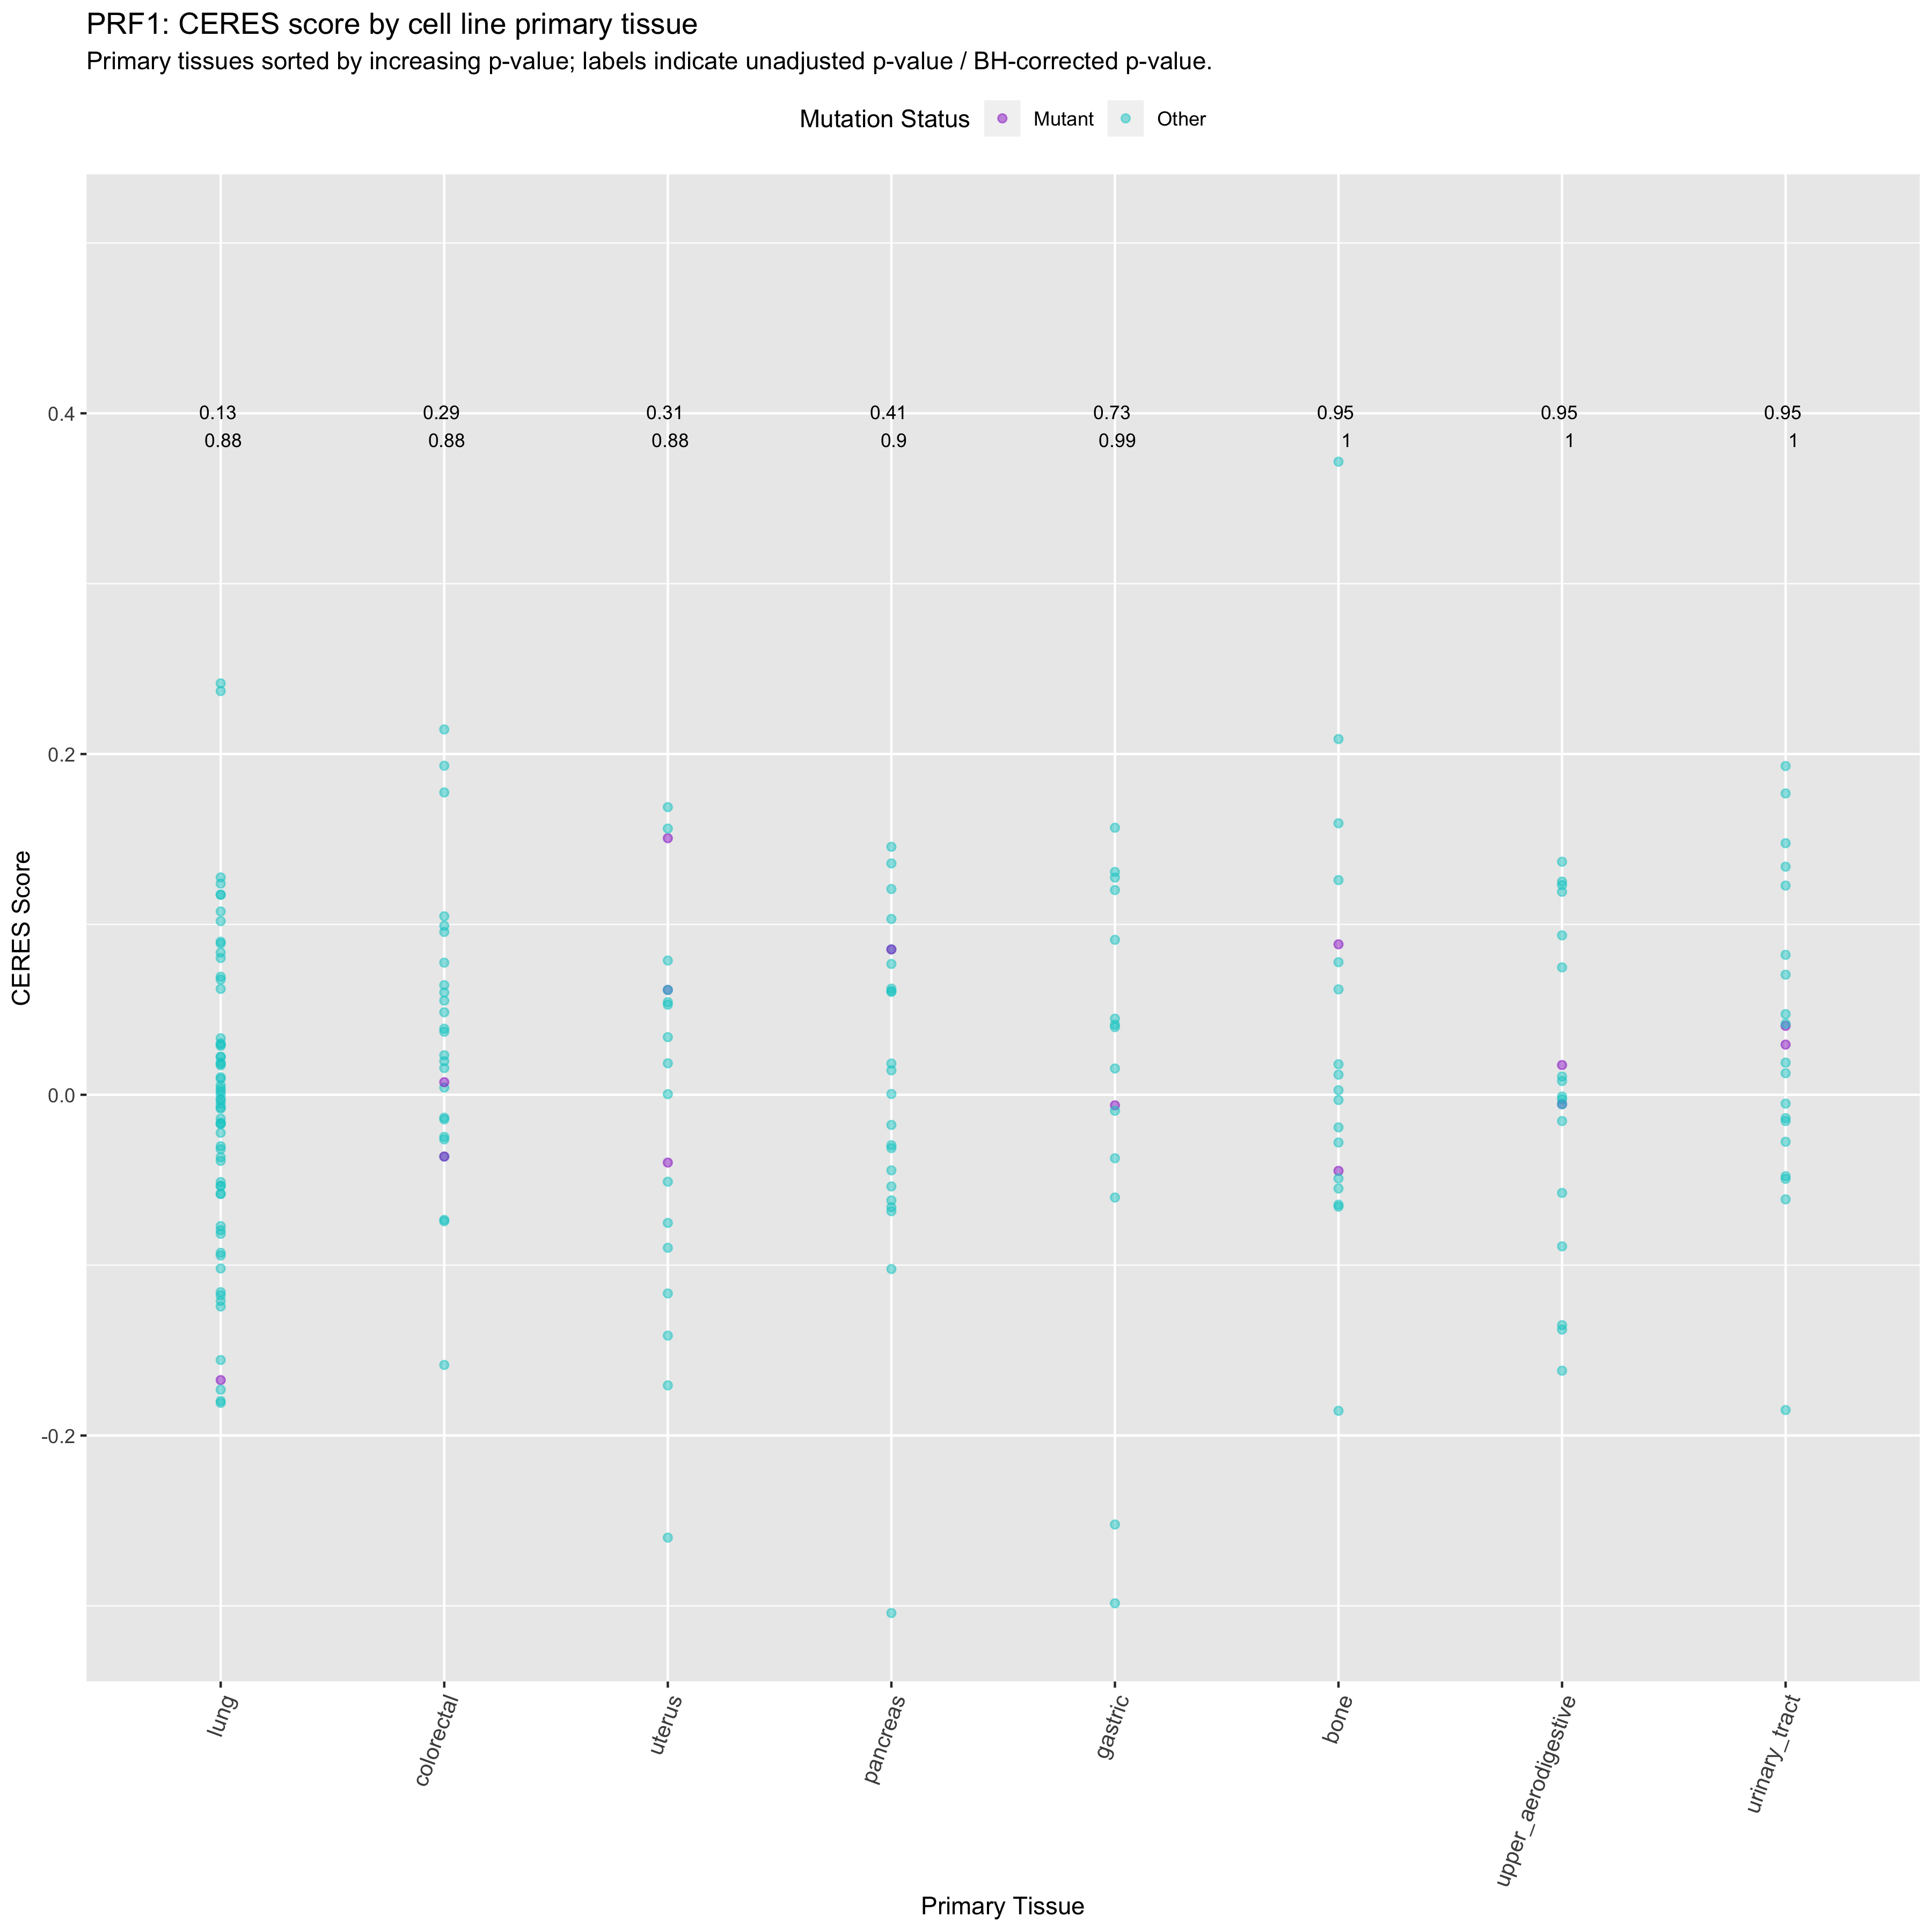 PRF1: CERES score by cell line primary tissue
Primary tissues sorted by increasing p-value; labels indicate unadjusted p-value / BH-corrected p-value.
Mutation Status Mutant Other
0.4
0.2
0.0
-0.2
CERES Score
0.13 0.29 0.31 0.41 0.73 0.95 0.95 0.95
0.88 0.88 0.88 0.9 0.99 1 1 1
lung colorectal uterus pancreas gastric bone upper_aerodigestive urinary_tract
Primary Tissue